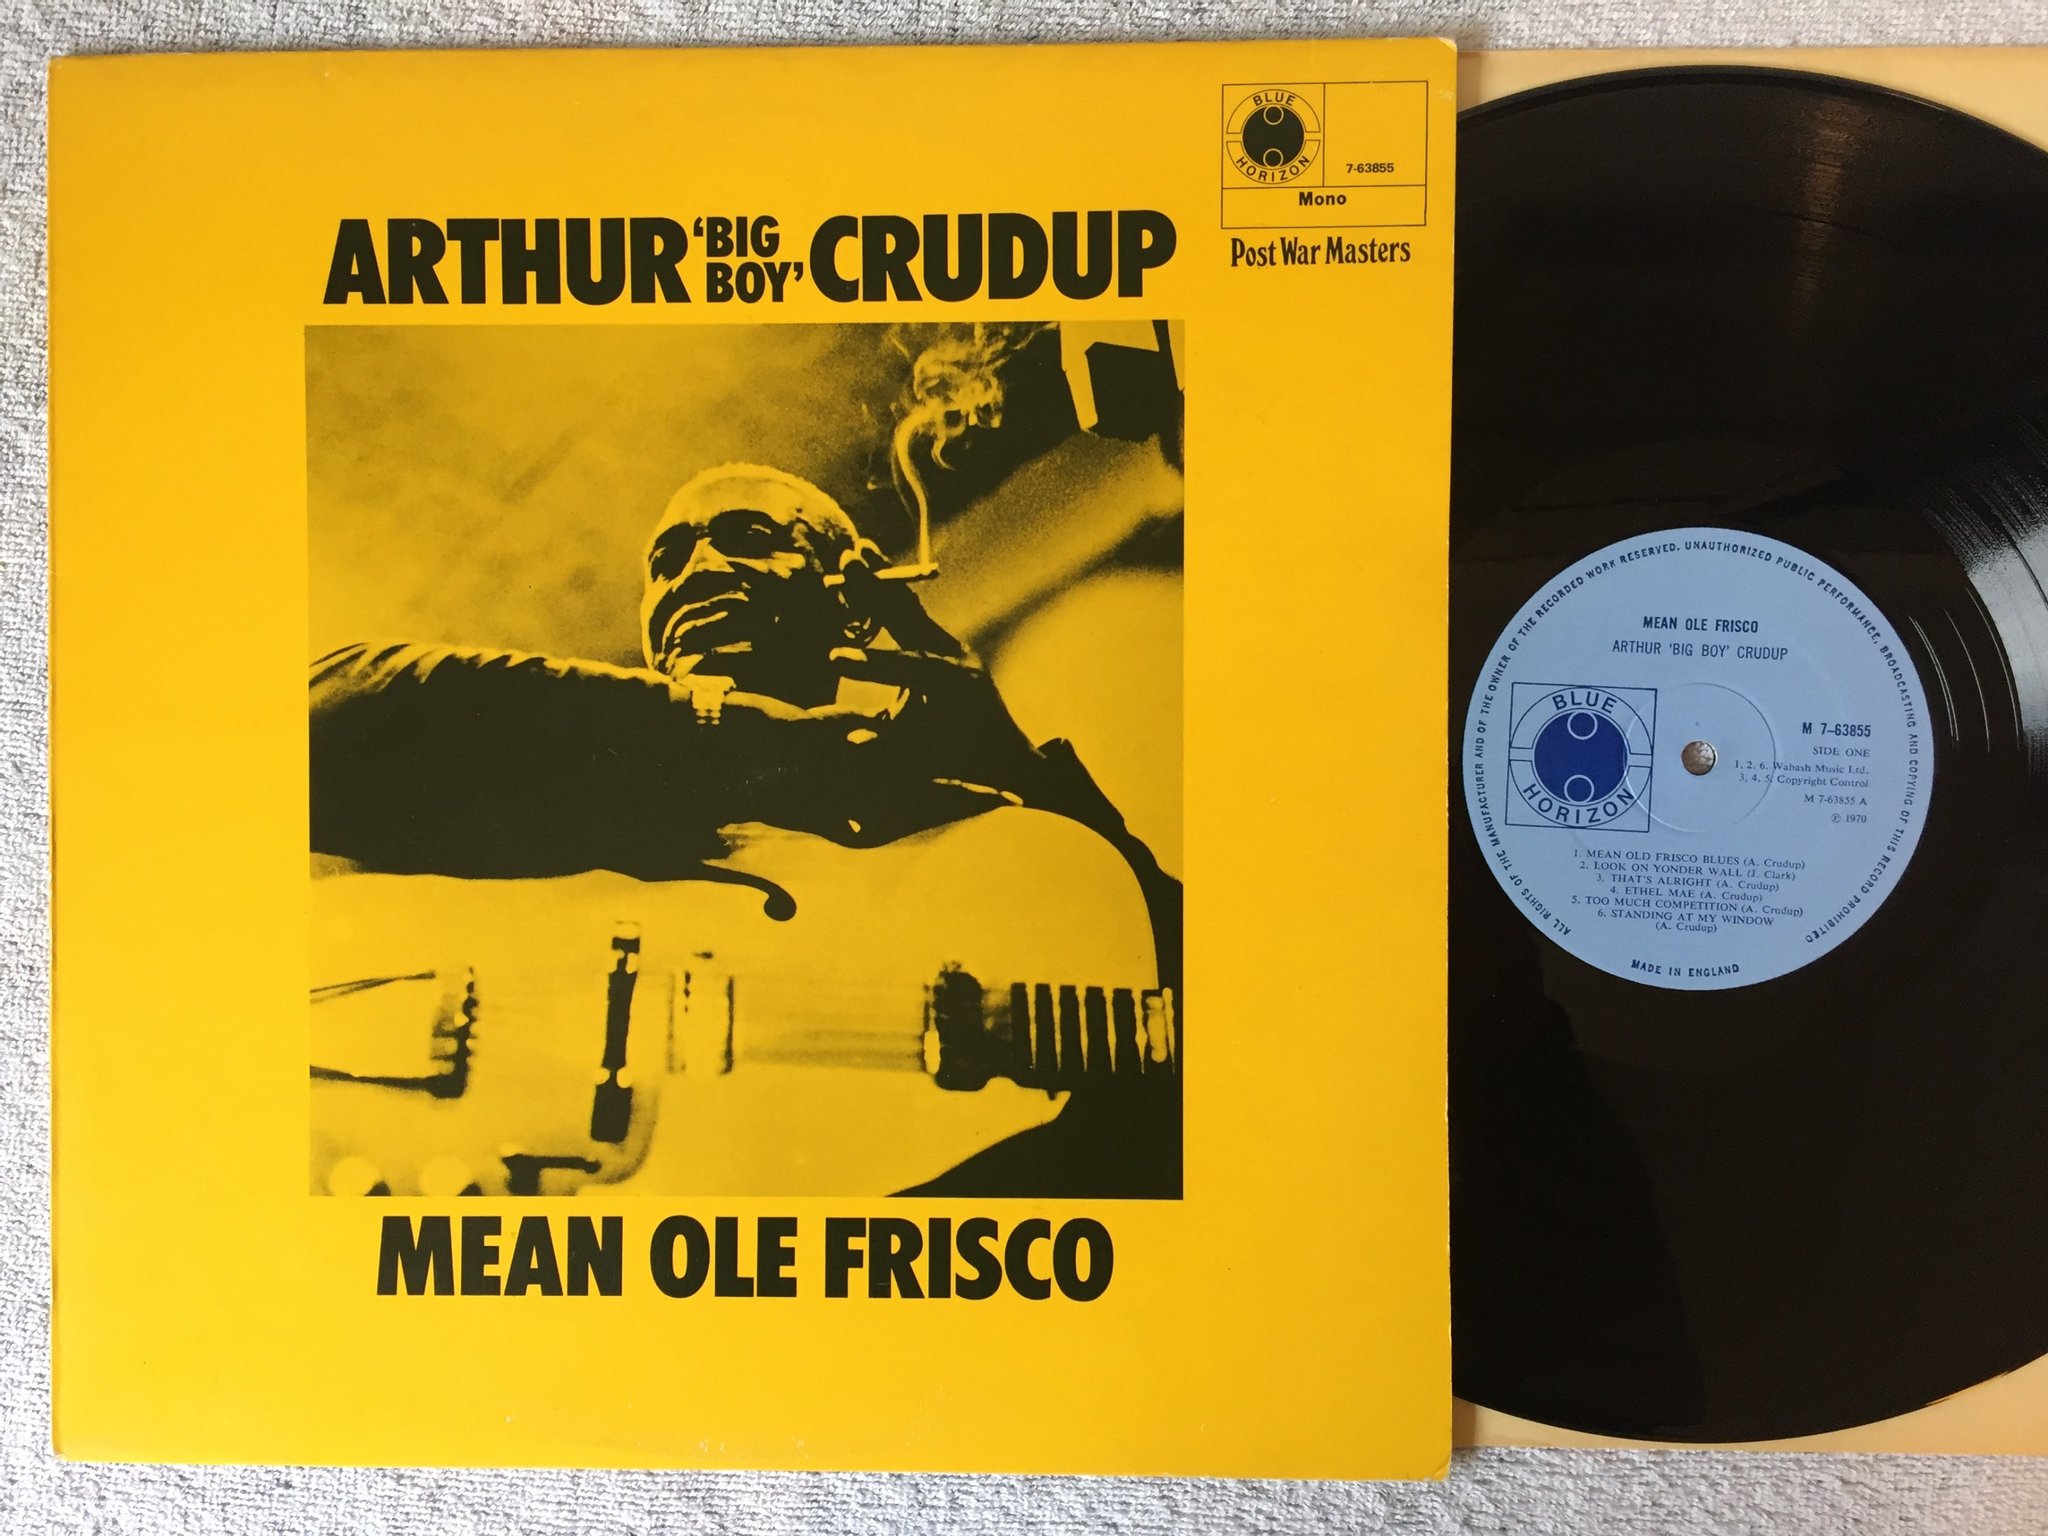 BLUE
HORIZON
7-63855
Mono
Post War Masters
ARTHUR 'BIG BOY' CRUDUP
MEAN OLE FRISCO
ALL RIGHTS OF THE MANUFACTURER AND OF THE OWNER OF THE RECORDED WORK RESERVED. UNAUTHORIZED PUBLIC PERFORMANCE, BROADCASTING AND COPYING OF THIS RECORD PROHIBITED
MEAN OLE FRISCO
ARTHUR 'BIG BOY' CRUDUP
BLUE
HORIZON
M 7-63855
SIDE ONE
1, 2, 6. Wabash Music Ltd.
3, 4, 5. Copyright Control
M 7-63855 A
℗ 1970
1. MEAN OLD FRISCO BLUES (A. Crudup)
2. LOOK ON YONDER WALL (J. Clark)
3. THAT'S ALRIGHT (A. Crudup)
4. ETHEL MAE (A. Crudup)
5. TOO MUCH COMPETITION (A. Crudup)
6. STANDING AT MY WINDOW
(A. Crudup)
MADE IN ENGLAND